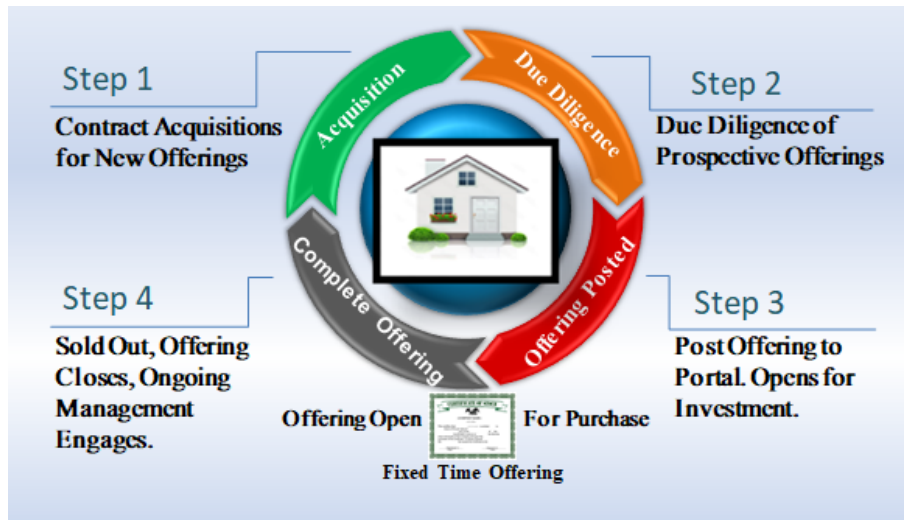 Step 1
Contract Acquisitions
for New Offerings
Acquisition
Due Diligence
Step 2
Due Diligence of
Prospective Offerings
Offering Posted
Step 3
Post Offering to
Portal. Opens for
Investment.
Complete Offering
Step 4
Sold Out, Offering
Closes, Ongoing
Management
Engages.
Offering Open
For Purchase
Fixed Time Offering